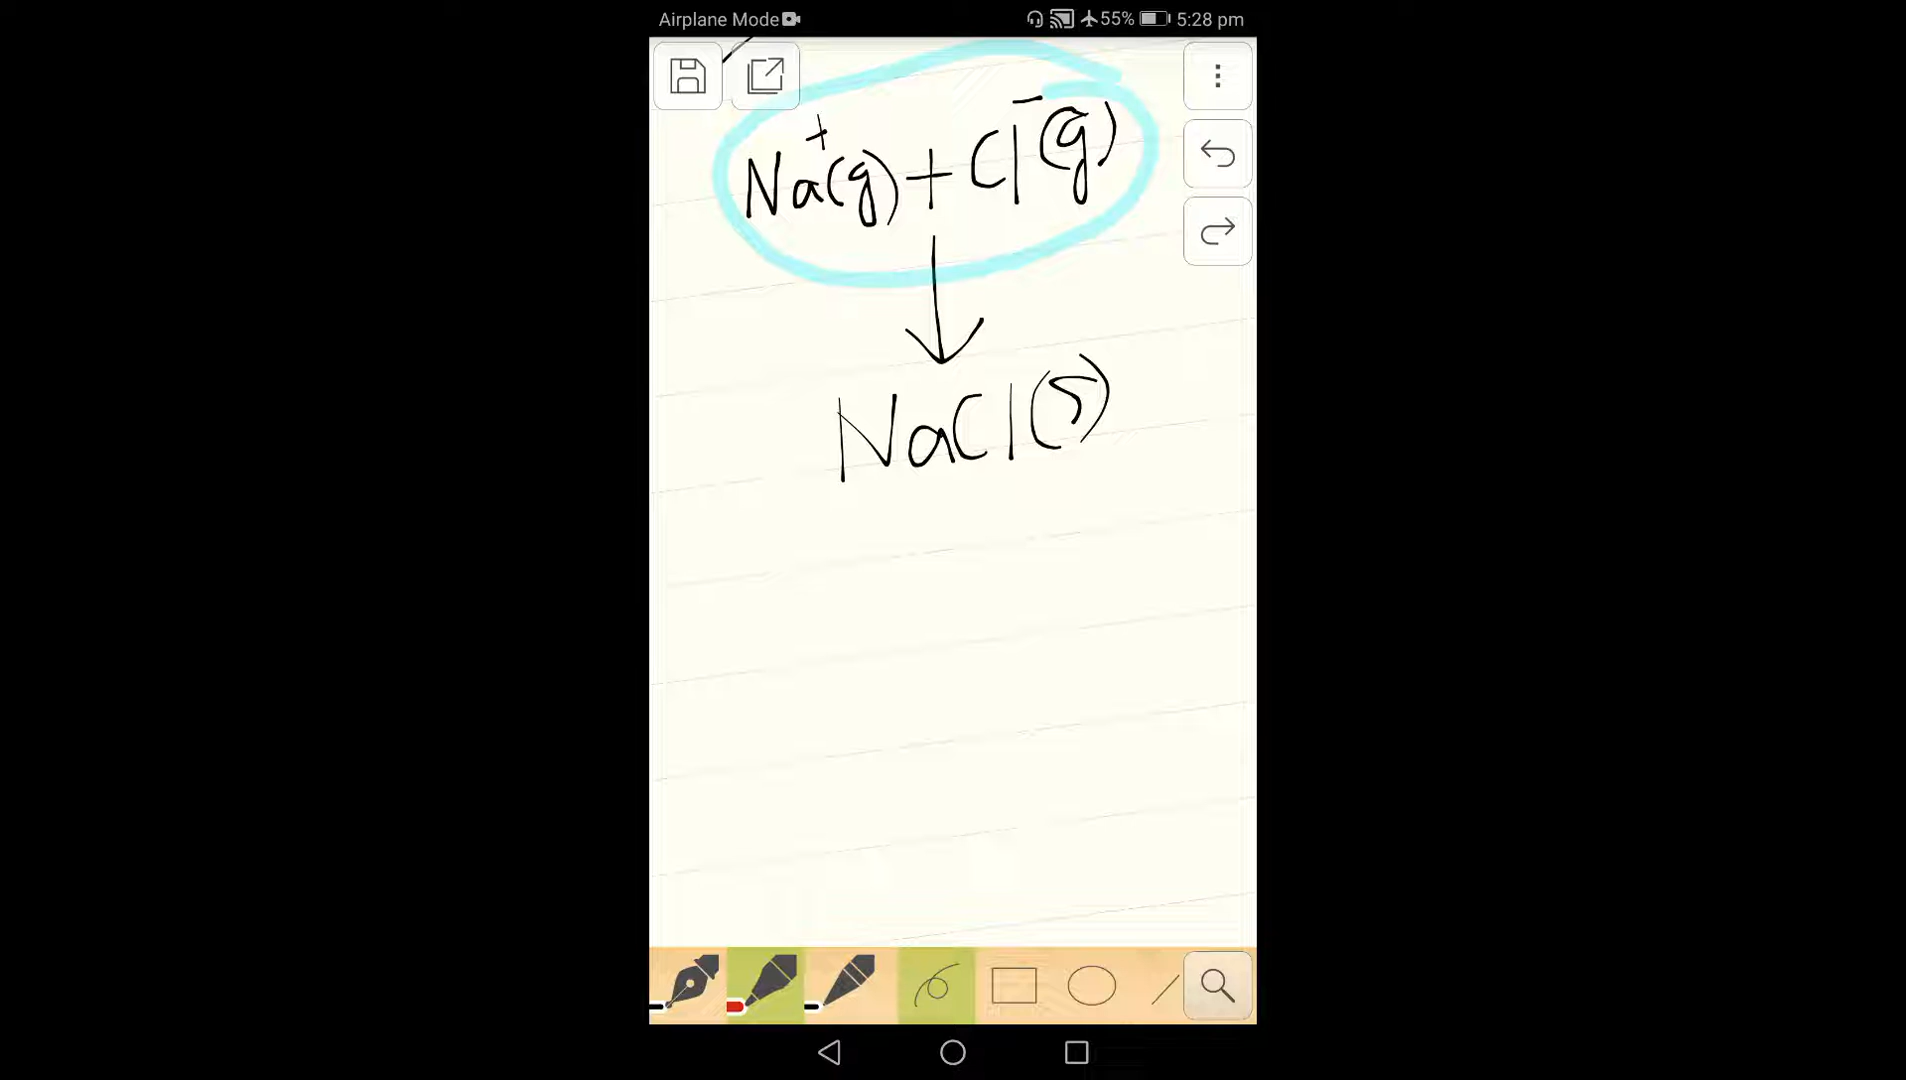 Airplane Mode 55% 5:28 pm
Na⁺(g) + Cl⁻(g)
NaCl(s)